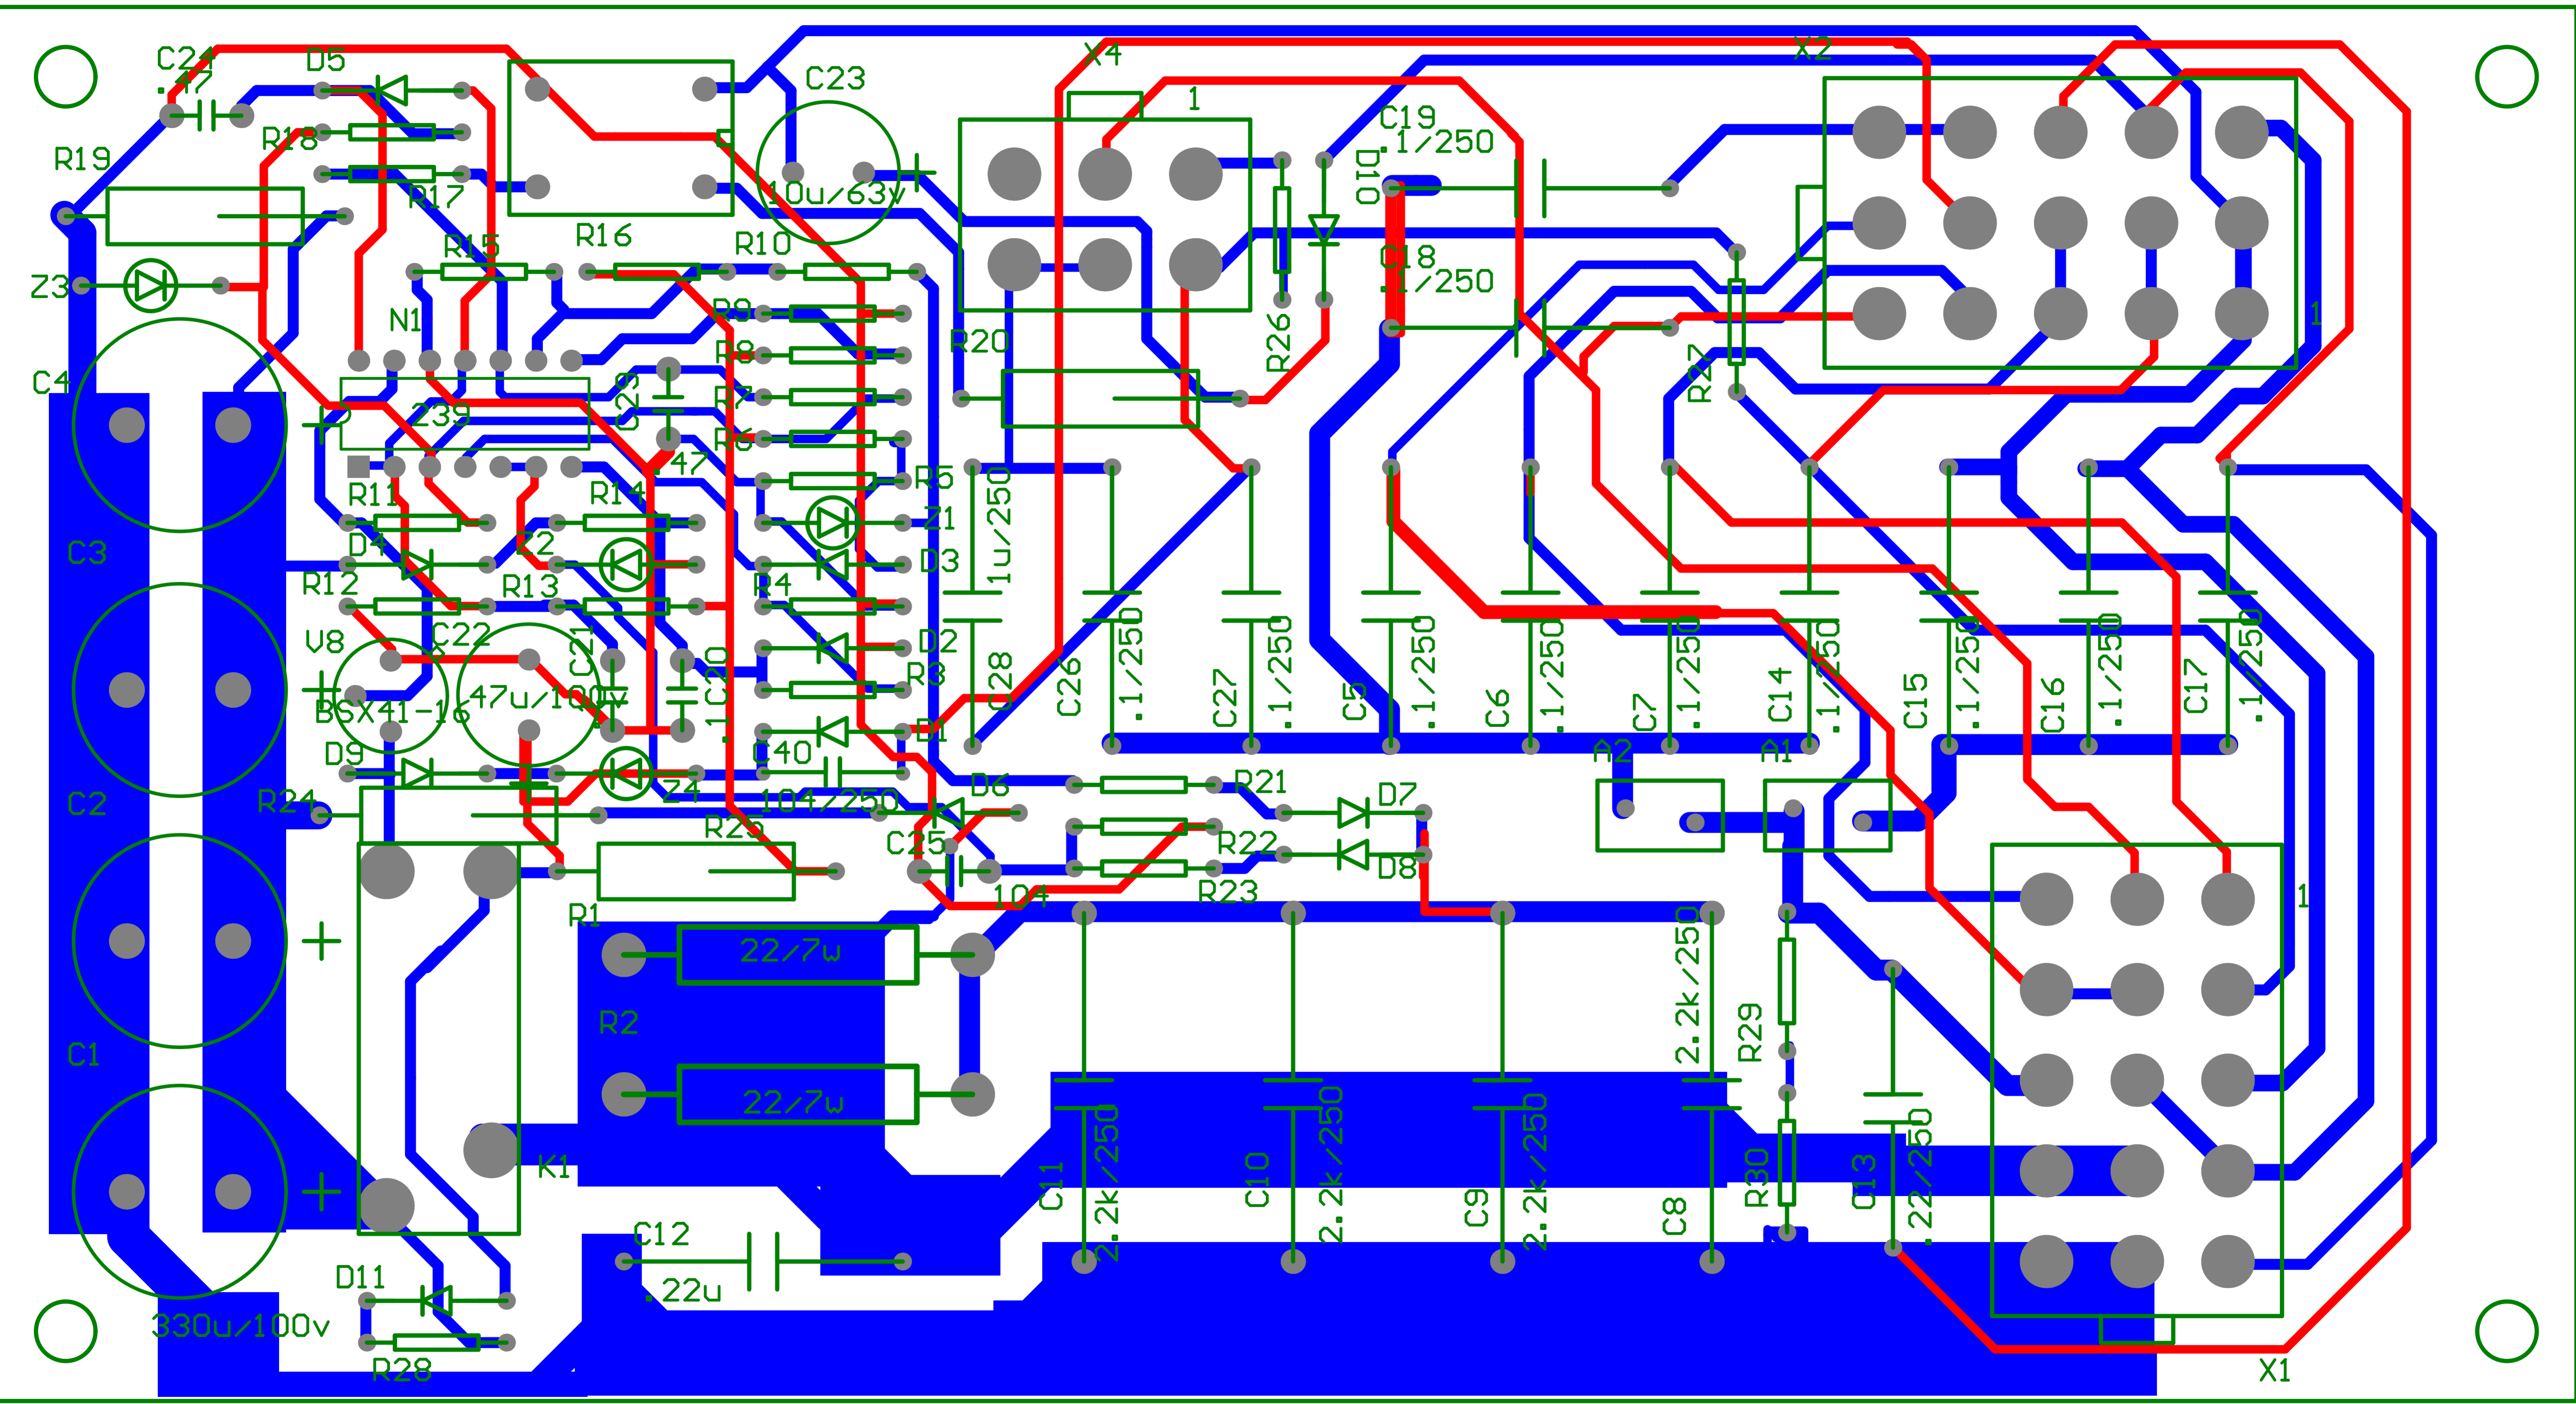 C24
.47
D5
R18
R19
R17
C23
10u/63v
X4
1
X2
C19
.1/250
D10
C18
.1/250
R15
R16
R10
Z3
N1
239
R9
R8
R7
R6
C29
.47
R20
R26
R27
1
C4
R11
R14
R5
Z1
D4
Z2
D3
R12
R13
R4
C3
V8
BSX41-16
C22
47u/100v
C21
C20
.1
D2
R3
D1
1u/250
C28
C26
.1/250
C27
.1/250
C5
.1/250
C6
.1/250
C7
.1/250
C14
.1/250
C15
.1/250
C16
.1/250
C17
.1/250
D9
Z4
C40
104/250
D6
R21
D7
A2
A1
C2
R24
R25
C25
104
R22
D8
R23
R1
22/7w
R2
22/7w
1
C1
K1
C12
.22u
C11
2.2k/250
C10
2.2k/250
C9
2.2k/250
C8
2.2k/250
R29
R30
C13
.22/250
D11
330u/100v
R28
X1